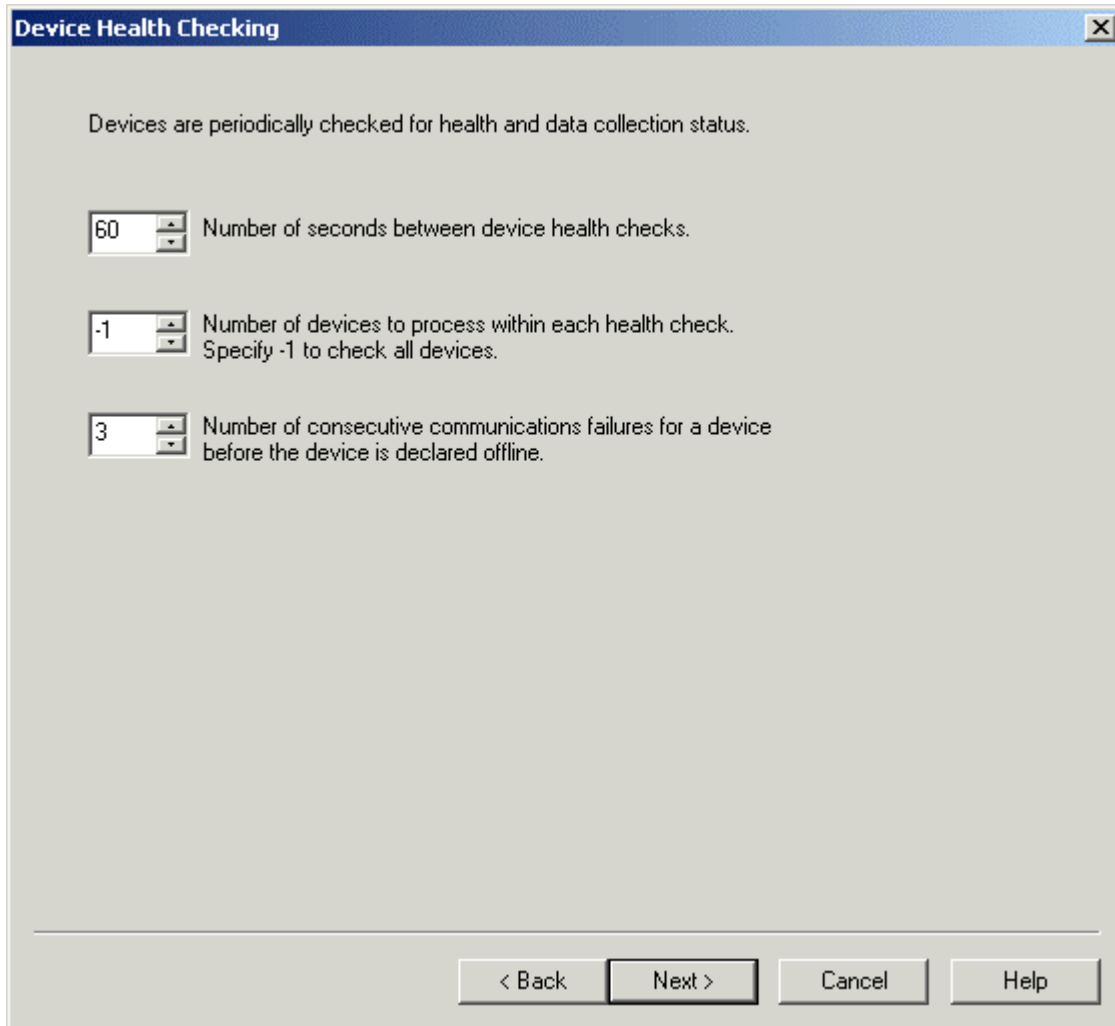 Device Health Checking
Devices are periodically checked for health and data collection status.
60 Number of seconds between device health checks.
-1 Number of devices to process within each health check.
Specify -1 to check all devices.
3 Number of consecutive communications failures for a device
before the device is declared offline.
< Back Next > Cancel Help